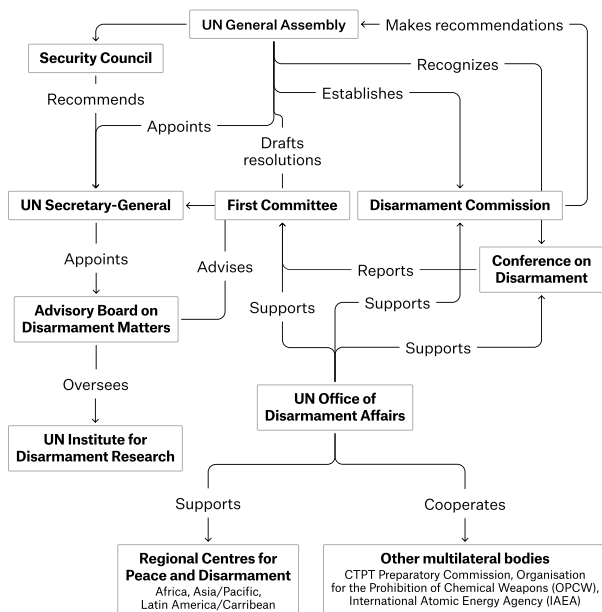 UN General Assembly
Makes recommendations
Security Council
Recognizes
Recommends
Establishes
Appoints
Drafts
resolutions
UN Secretary-General
First Committee
Disarmament Commission
Appoints
Advises
Reports
Conference on
Disarmament
Advisory Board on
Disarmament Matters
Supports
Supports
Supports
Oversees
UN Office of
Disarmament Affairs
UN Institute for
Disarmament Research
Supports
Cooperates
Regional Centres for
Peace and Disarmament
Africa, Asia/Pacific,
Latin America/Carribean
Other multilateral bodies
CTPT Preparatory Commission, Organisation
for the Prohibition of Chemical Weapons (OPCW),
International Atomic Energy Agency (IAEA)